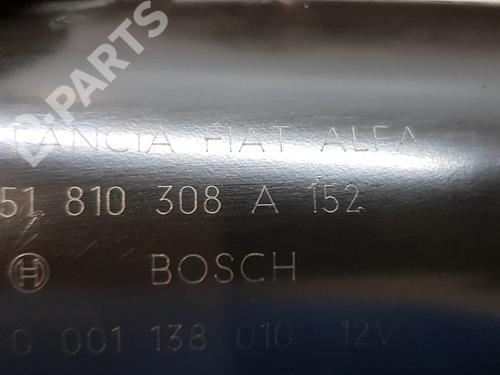 B-PARTS
LANCIA FIAT ALFA
51 810 308 A 152
BOSCH
0 001 138 010 12V